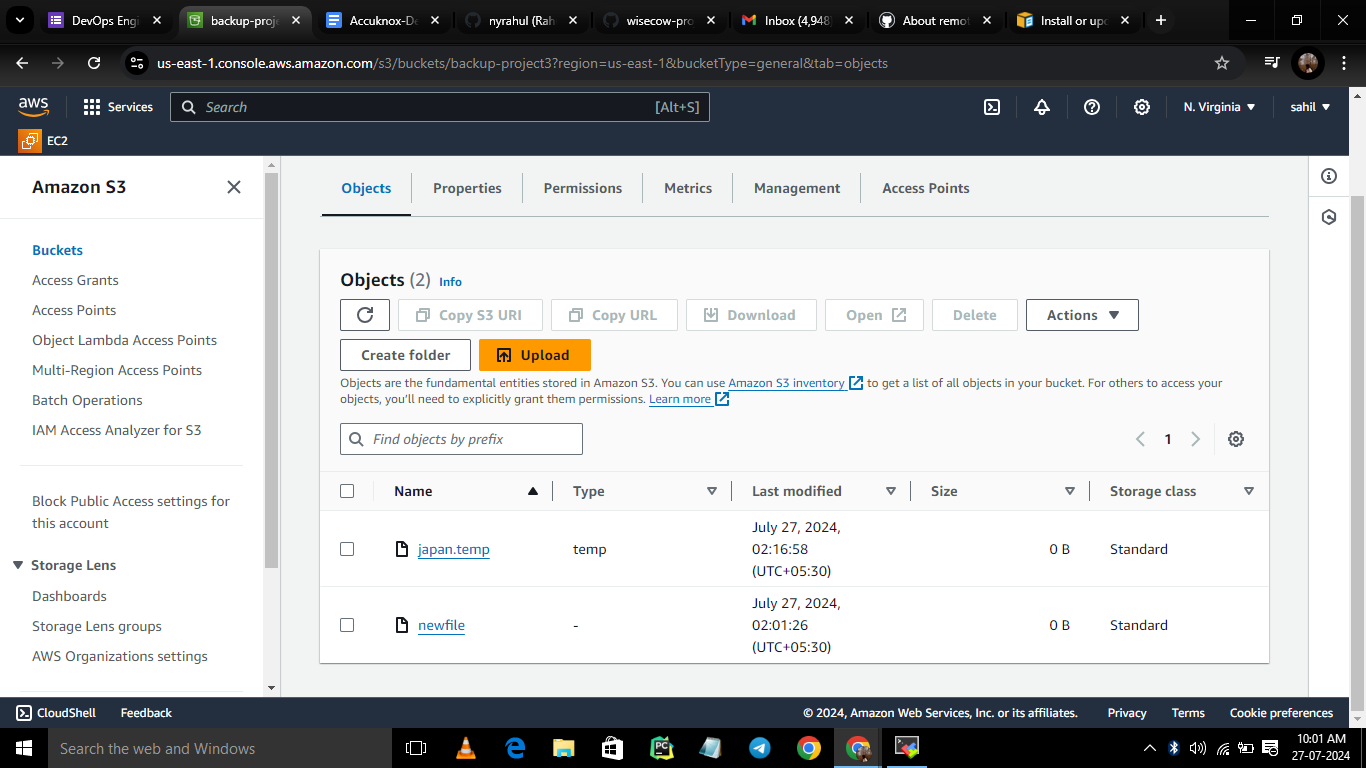 DevOps Engi
backup-proje
Accuknox-De
nyrahul (Rah
wisecow-pro
Inbox (4,948
About remot
Install or upd
us-east-1.console.aws.amazon.com/s3/buckets/backup-project3?region=us-east-1&bucketType=general&tab=objects
aws
Services
Search
[Alt+S]
N. Virginia
sahil
EC2
Amazon S3
Buckets
Access Grants
Access Points
Object Lambda Access Points
Multi-Region Access Points
Batch Operations
IAM Access Analyzer for S3
Block Public Access settings for
this account
Storage Lens
Dashboards
Storage Lens groups
AWS Organizations settings
Objects
Properties
Permissions
Metrics
Management
Access Points
Objects (2) Info
Copy S3 URI
Copy URL
Download
Open
Delete
Actions
Create folder
Upload
Objects are the fundamental entities stored in Amazon S3. You can use Amazon S3 inventory to get a list of all objects in your bucket. For others to access your
objects, you'll need to explicitly grant them permissions. Learn more
Find objects by prefix
1
Name
Type
Last modified
Size
Storage class
japan.temp
temp
July 27, 2024,
02:16:58
(UTC+05:30)
0 B
Standard
newfile
-
July 27, 2024,
02:01:26
(UTC+05:30)
0 B
Standard
CloudShell
Feedback
© 2024, Amazon Web Services, Inc. or its affiliates.
Privacy
Terms
Cookie preferences
Search the web and Windows
PC
10:01 AM
27-07-2024